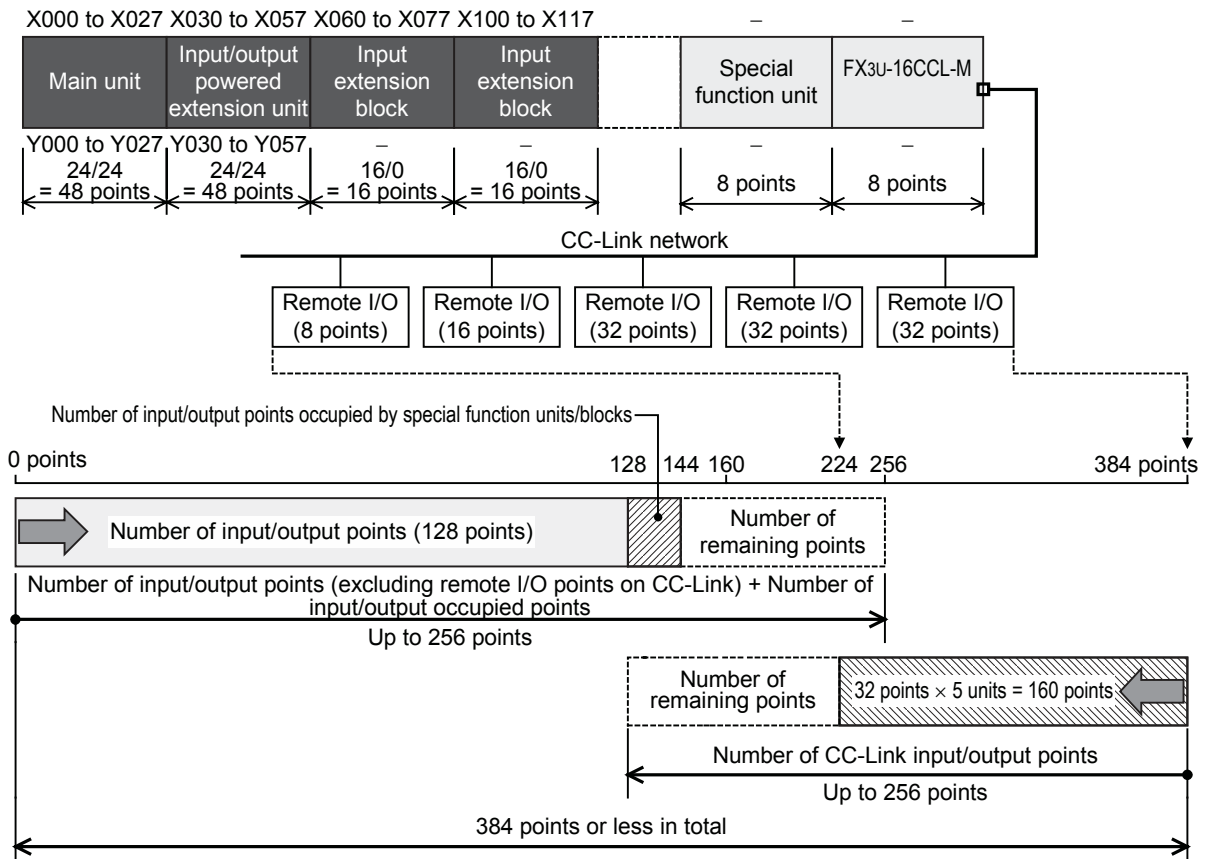 X000 to X027 X030 to X057 X060 to X077 X100 to X117 – –
Main unit
Input/output
powered
extension unit
Input
extension
block
Input
extension
block
Special
function unit
FX3U-16CCL-M
Y000 to Y027 Y030 to Y057 – – – –
24/24
= 48 points
24/24
= 48 points
16/0
= 16 points
16/0
= 16 points
8 points
8 points
CC-Link network
Remote I/O
(8 points)
Remote I/O
(16 points)
Remote I/O
(32 points)
Remote I/O
(32 points)
Remote I/O
(32 points)
Number of input/output points occupied by special function units/blocks
0 points 128 144 160 224 256 384 points
Number of input/output points (128 points)
Number of
remaining points
Number of input/output points (excluding remote I/O points on CC-Link) + Number of
input/output occupied points
Up to 256 points
Number of
remaining points
32 points × 5 units = 160 points
Number of CC-Link input/output points
Up to 256 points
384 points or less in total